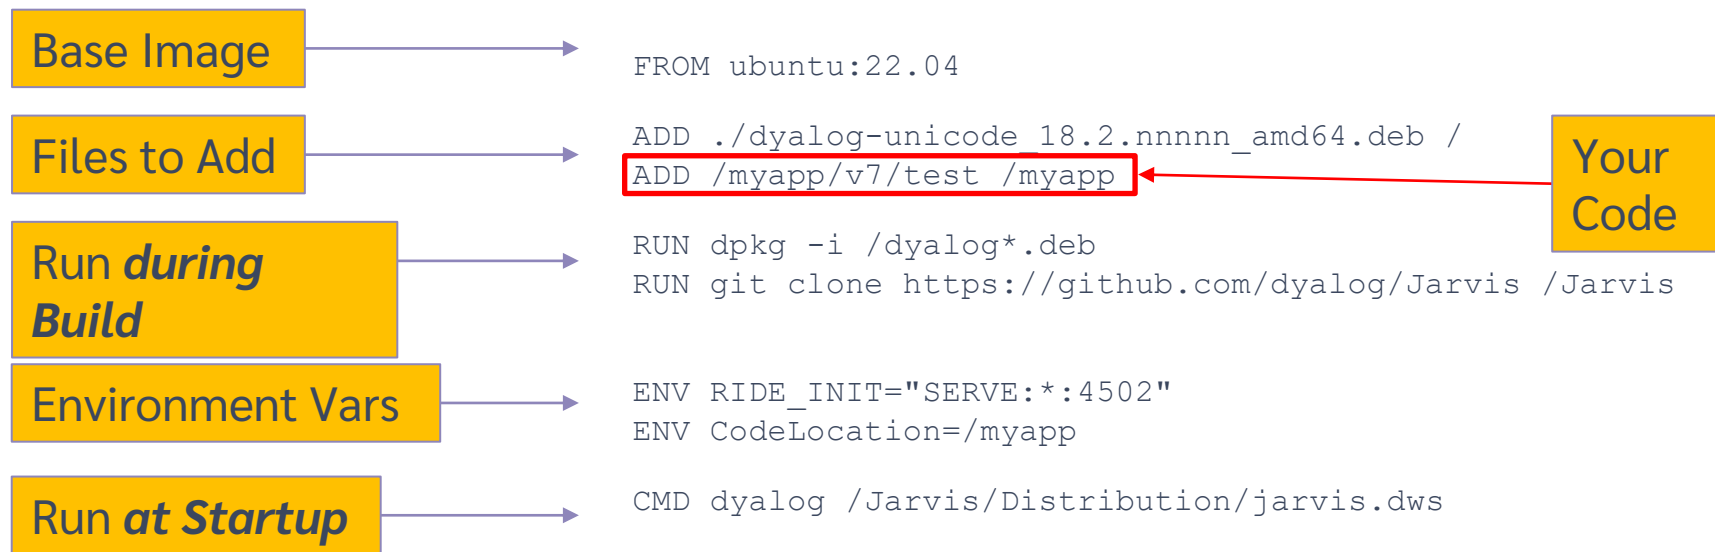 Base Image
FROM ubuntu:22.04
Files to Add
ADD ./dyalog-unicode_18.2.nnnnn_amd64.deb /
ADD /myapp/v7/test /myapp
Your
Code
Run during
Build
RUN dpkg -i /dyalog*.deb
RUN git clone https://github.com/dyalog/Jarvis /Jarvis
Environment Vars
ENV RIDE_INIT="SERVE:*:4502"
ENV CodeLocation=/myapp
Run at Startup
CMD dyalog /Jarvis/Distribution/jarvis.dws